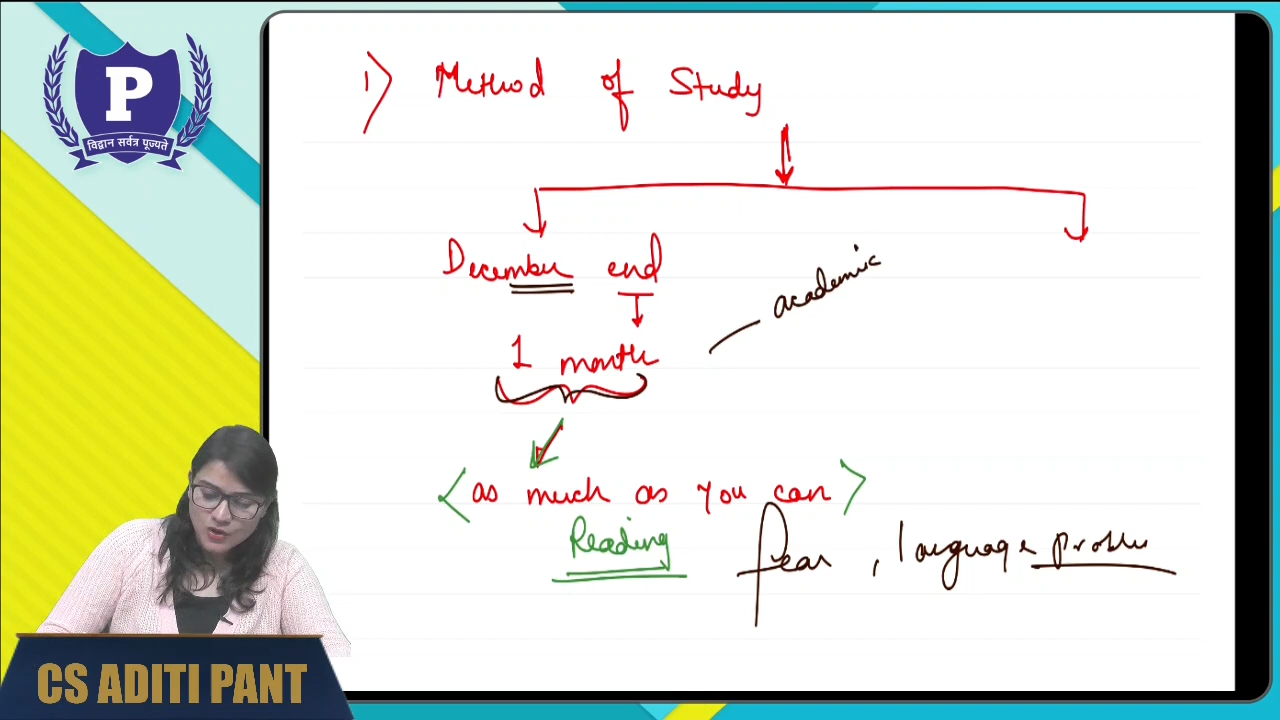 P
विद्वान सर्वत्र पूज्यते
1) Method of Study
December end
academic
1 month
<as much as you can>
Reading
fear, language problem
CS ADITI PANT